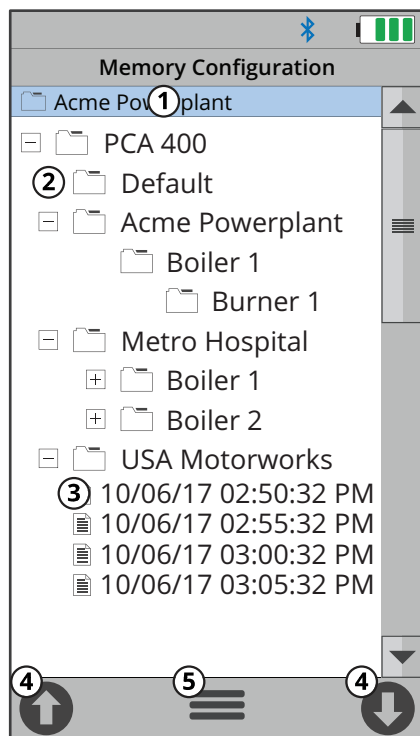 Memory Configuration
Acme Powerplant
1
PCA 400
2 Default
Acme Powerplant
Boiler 1
Burner 1
Metro Hospital
Boiler 1
Boiler 2
USA Motorworks
3 10/06/17 02:50:32 PM
10/06/17 02:55:32 PM
10/06/17 03:00:32 PM
10/06/17 03:05:32 PM
4 5 4